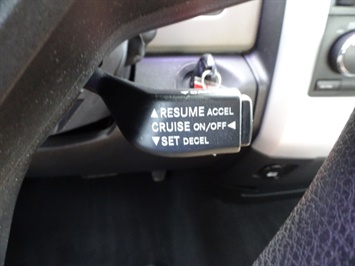 ▲RESUME ACCEL
CRUISE ON/OFF◄
▼SET DECEL